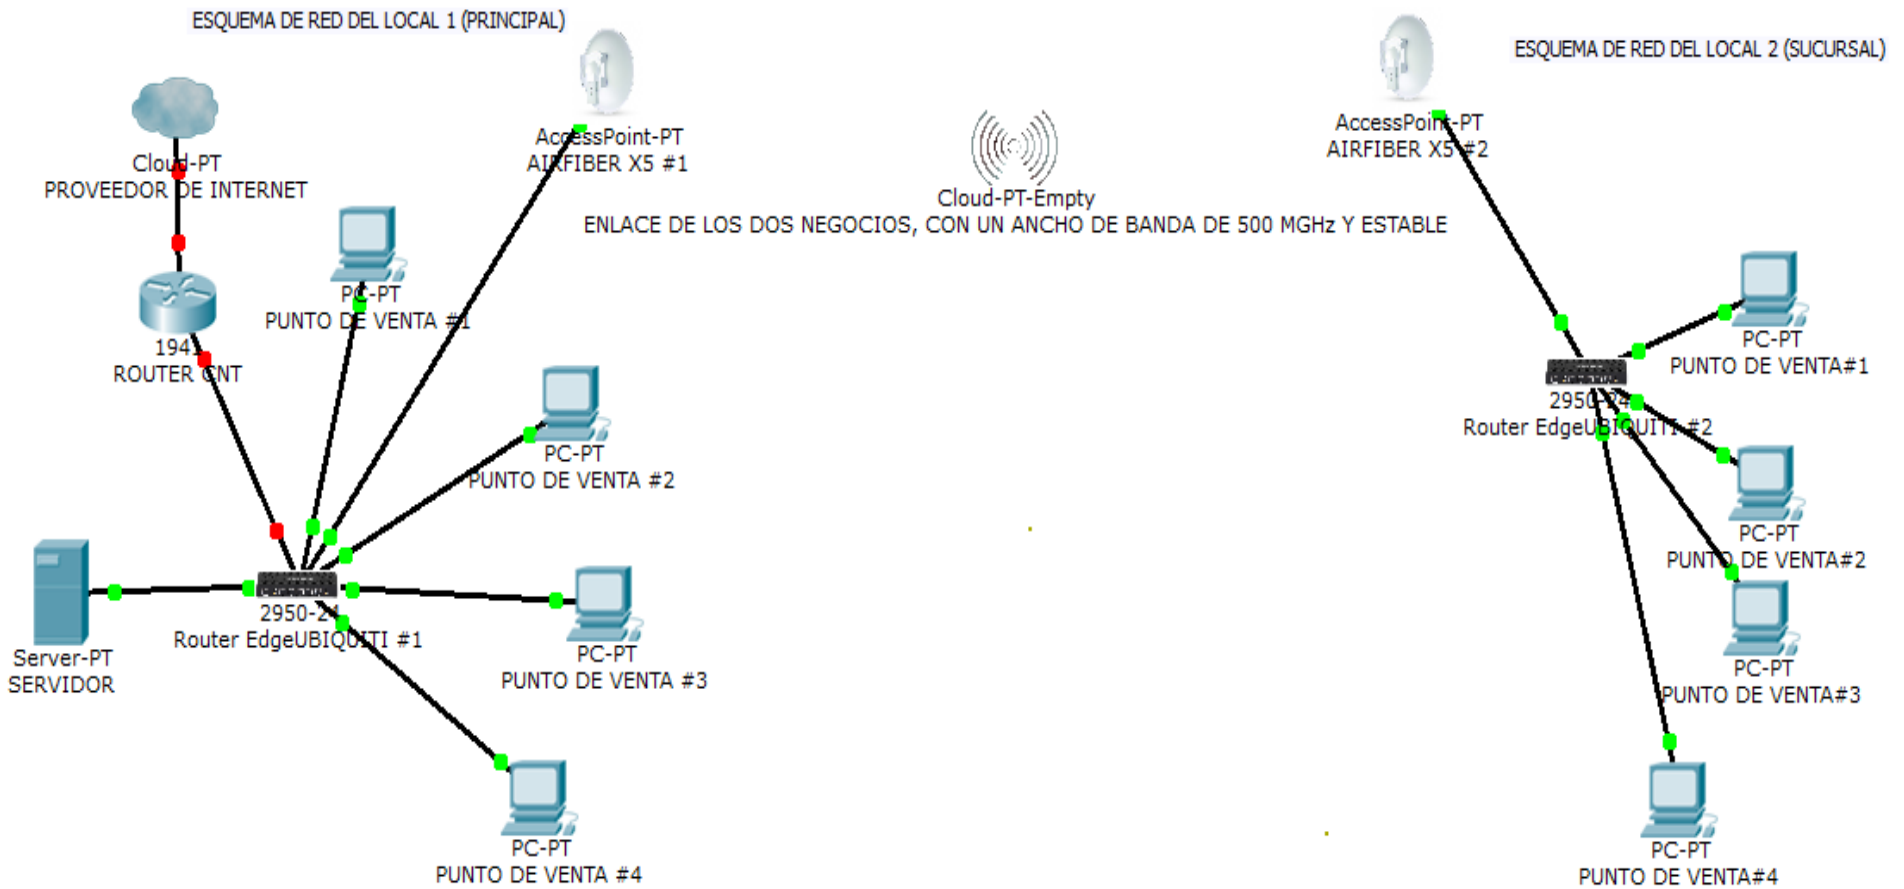 ESQUEMA DE RED DEL LOCAL 1 (PRINCIPAL)
ESQUEMA DE RED DEL LOCAL 2 (SUCURSAL)
Cloud-PT
PROVEEDOR DE INTERNET
AccessPoint-PT
AIRFIBER X5 #1
AccessPoint-PT
AIRFIBER X5 #2
Cloud-PT-Empty
ENLACE DE LOS DOS NEGOCIOS, CON UN ANCHO DE BANDA DE 500 MGHz Y ESTABLE
PC-PT
PUNTO DE VENTA #1
1941
ROUTER CNT
PC-PT
PUNTO DE VENTA #2
PC-PT
PUNTO DE VENTA#1
2950-24
Router EdgeUBIQUITI #2
PC-PT
PUNTO DE VENTA#2
2950-24
Router EdgeUBIQUITI #1
Server-PT
SERVIDOR
PC-PT
PUNTO DE VENTA #3
PC-PT
PUNTO DE VENTA#3
PC-PT
PUNTO DE VENTA #4
PC-PT
PUNTO DE VENTA#4